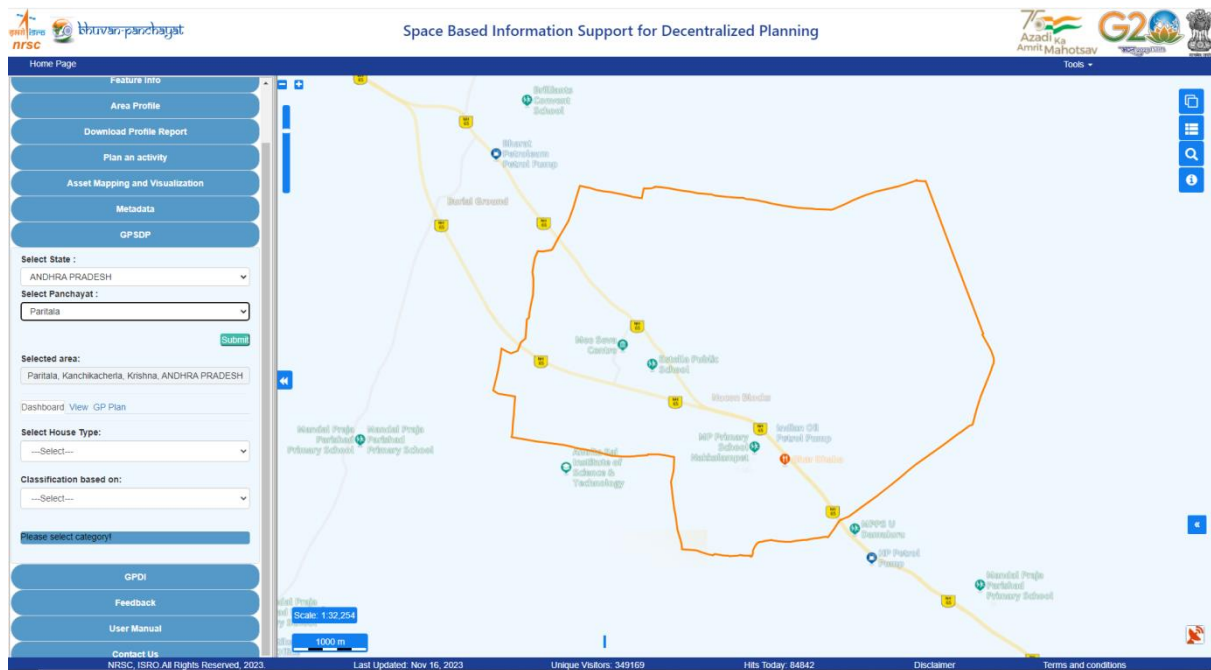 nrsc
bhuvan-panchayat
Space Based Information Support for Decentralized Planning
Azadi Ka
Amrit Mahotsav
G20
Home Page
Tools
Feature Info
Area Profile
Download Profile Report
Plan an activity
Asset Mapping and Visualization
Metadata
GPSDP
Select State :
ANDHRA PRADESH
Select Panchayat :
Paritala
Submit
Selected area:
Paritala, Kanchikacherla, Krishna, ANDHRA PRADESH
Dashboard View GP Plan
Select House Type:
---Select---
Classification based on:
---Select---
Please select category!
GPDI
Feedback
User Manual
Contact Us
Brilliants
Convent
School
Bharat
Petroleum
Petrol Pump
Burial Ground
Mee Seva
Centre
Public
School
Mandal Praja
Parishad
Primary School
Mandal Praja
Parishad
Primary School
Amrita Sai
Institute of
Science &
Technology
MP Primary
School
Indian Oil
Petrol Pump
MPPS U
HP Petrol
Pump
Mandal Praja
Parishad
Primary School
Scale: 1:32,254
1000 m
NRSC, ISRO.All Rights Reserved, 2023.
Last Updated: Nov 16, 2023
Unique Visitors: 349169
Hits Today: 84842
Disclaimer
Terms and conditions